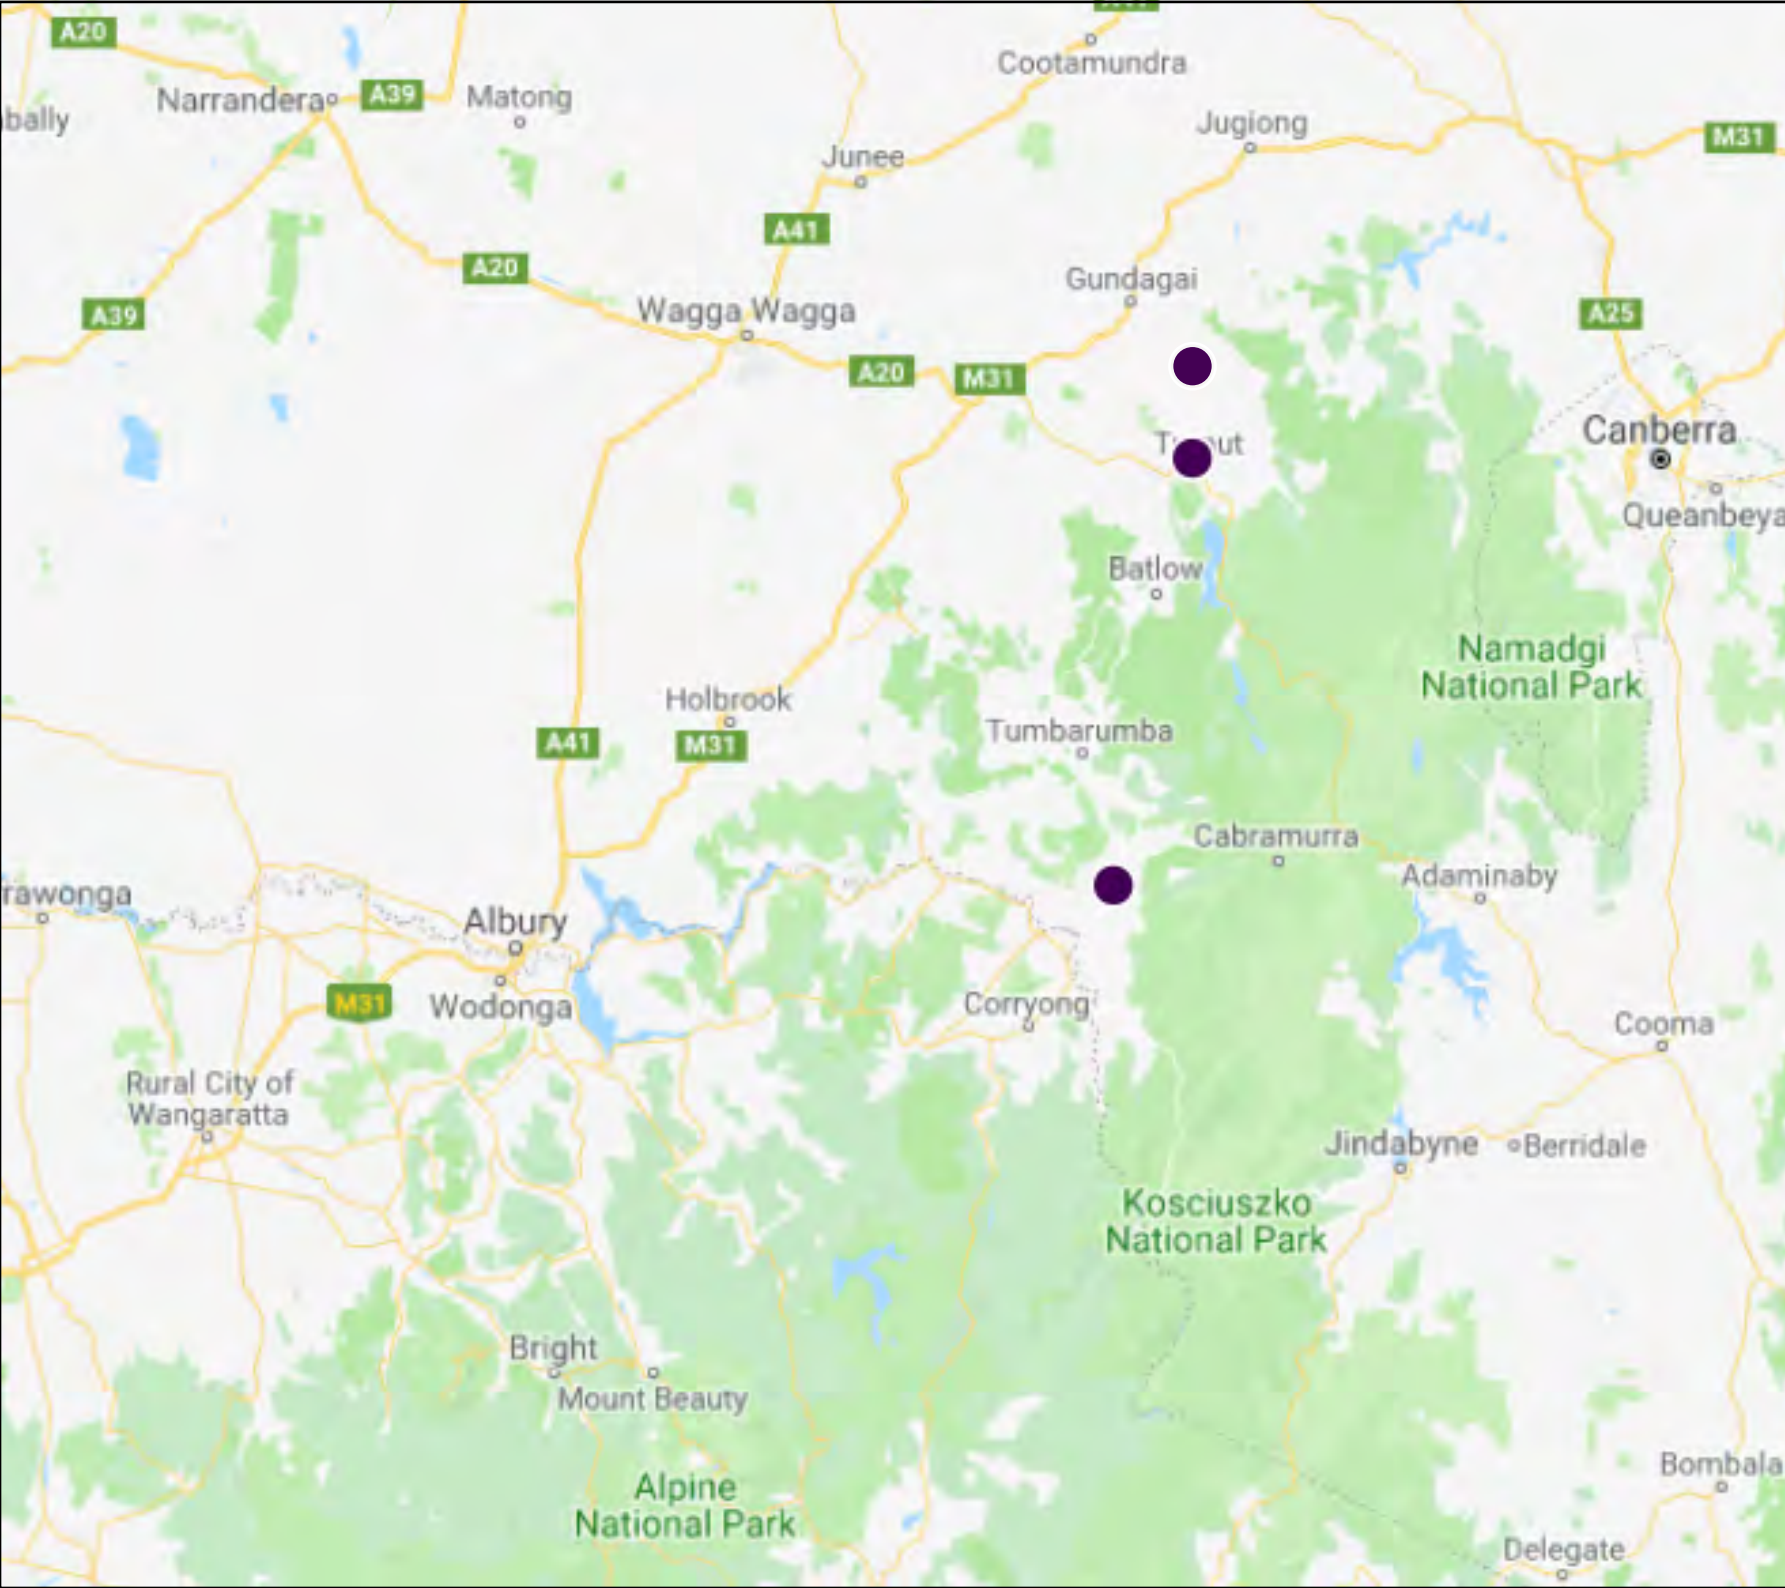 A20
Cootamundra
Narrandera
A39
Matong
Jugiong
M31
Junee
A41
A20
Gundagai
A39
Wagga Wagga
A25
A20
M31
Canberra
Queanbeya
Batlow
Namadgi
National Park
Holbrook
A41
M31
Tumbarumba
Cabramurra
Adaminaby
rawonga
Albury
M31
Wodonga
Corryong
Cooma
Rural City of
Wangaratta
Jindabyne
Berridale
Kosciuszko
National Park
Bright
Mount Beauty
Alpine
National Park
Bombala
Delegate